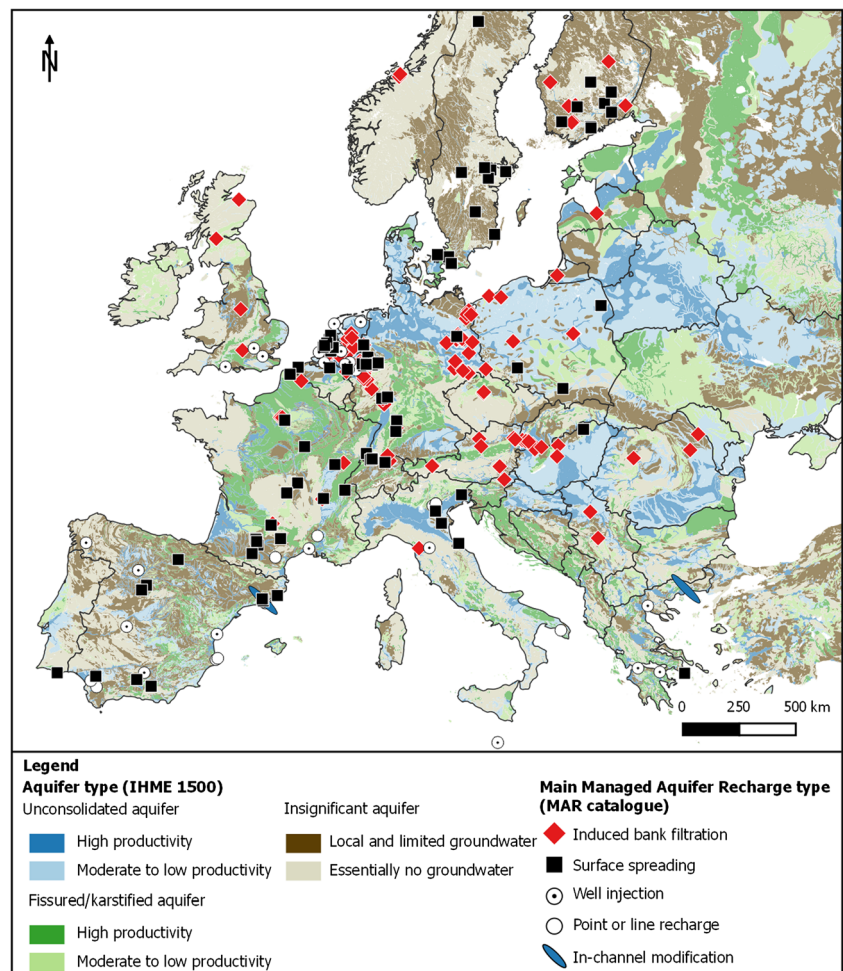 N
0 250 500 km
Legend
Aquifer type (IHME 1500)
Unconsolidated aquifer
High productivity
Moderate to low productivity
Fissured/karstified aquifer
High productivity
Moderate to low productivity
Insignificant aquifer
Local and limited groundwater
Essentially no groundwater
Main Managed Aquifer Recharge type
(MAR catalogue)
Induced bank filtration
Surface spreading
Well injection
Point or line recharge
In-channel modification